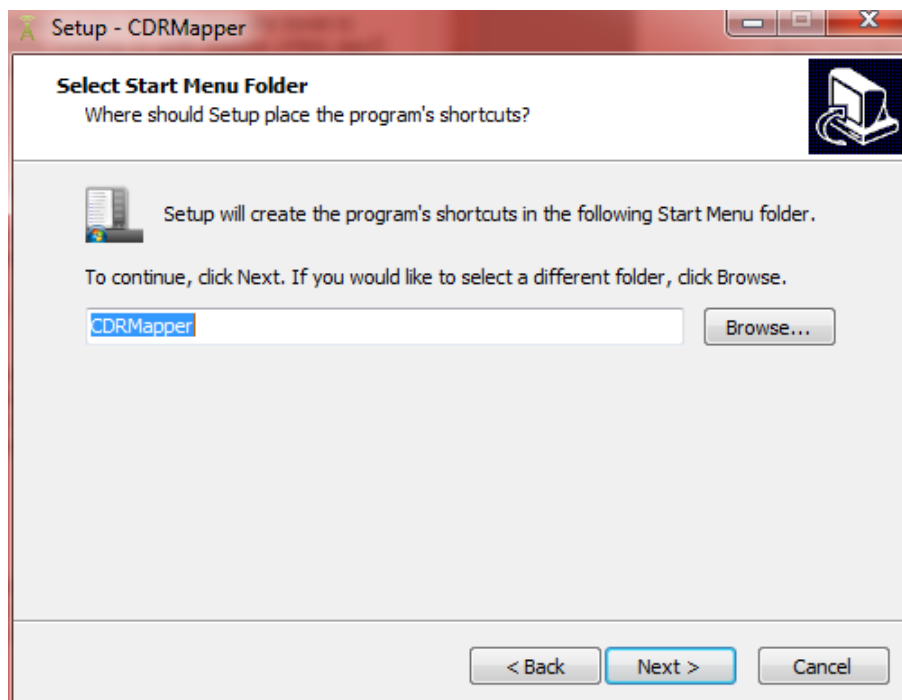 Setup - CDRMapper
Select Start Menu Folder
Where should Setup place the program's shortcuts?
Setup will create the program's shortcuts in the following Start Menu folder.
To continue, click Next. If you would like to select a different folder, click Browse.
CDRMapper
Browse...
< Back
Next >
Cancel